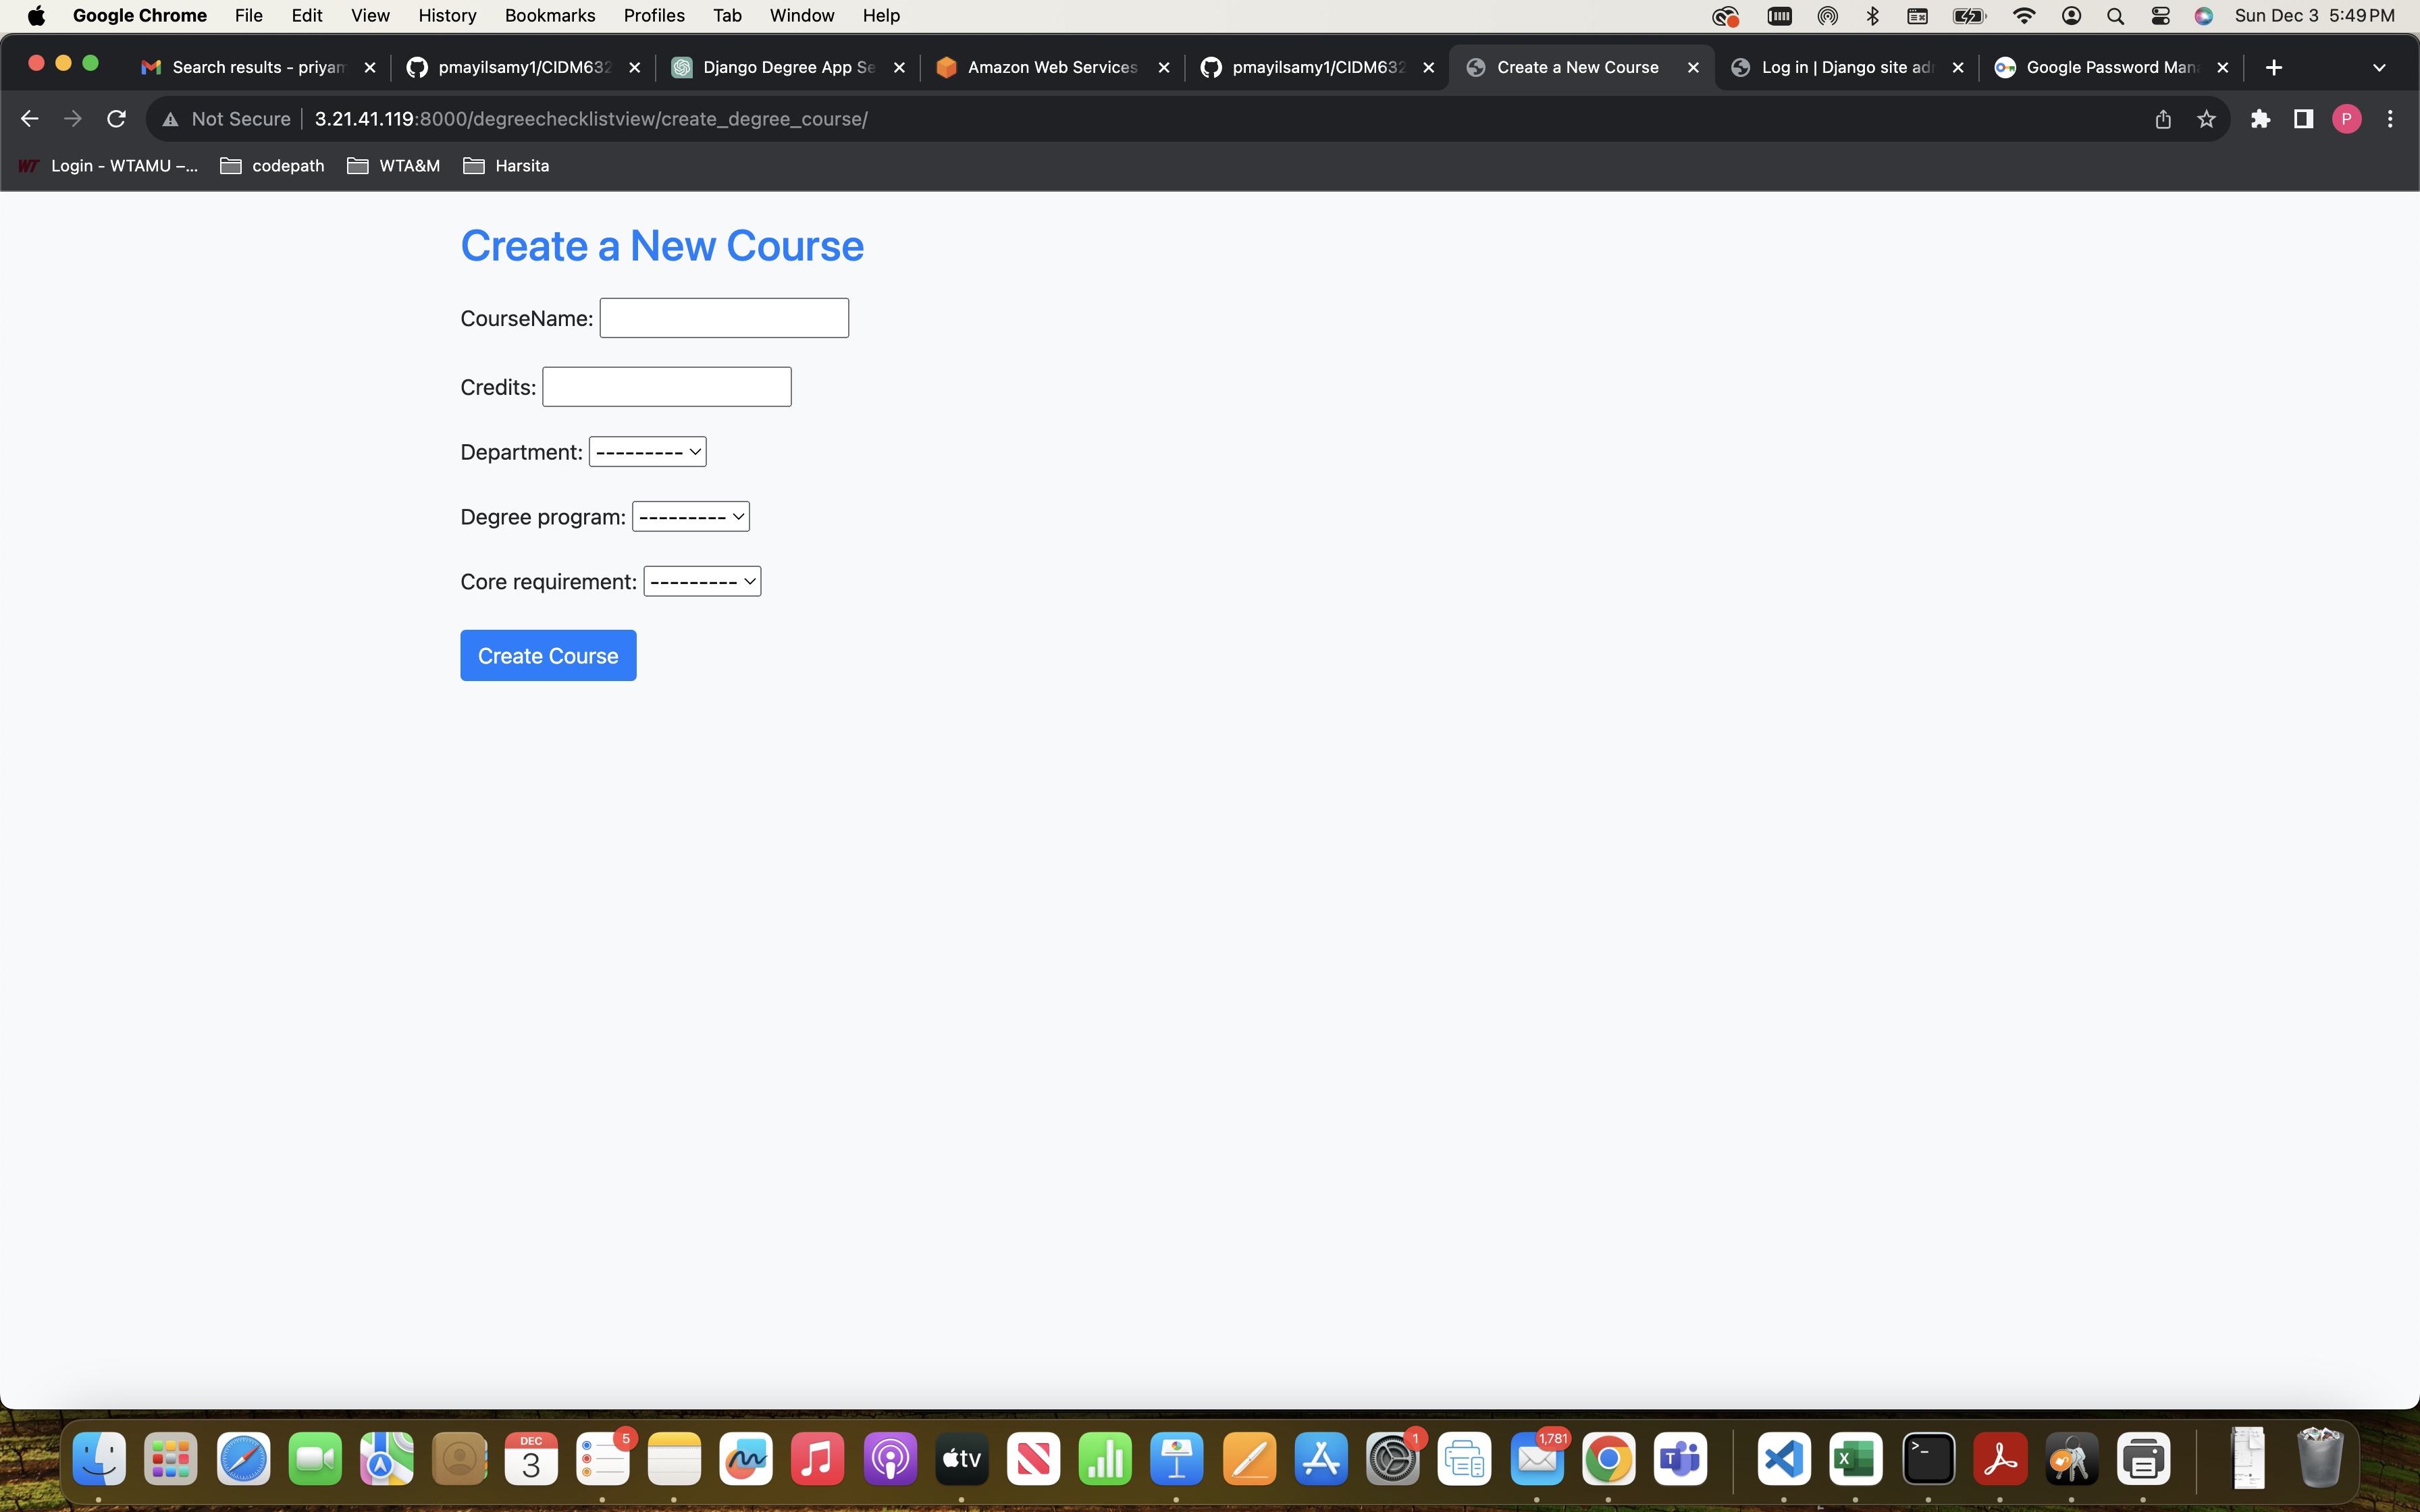 Google Chrome File Edit View History Bookmarks Profiles Tab Window Help Sun Dec 3 5:49 PM
Search results - priyam pmayilsamy1/CIDM632 Django Degree App Se Amazon Web Services pmayilsamy1/CIDM632 Create a New Course Log in | Django site ad Google Password Man
Not Secure 3.21.41.119:8000/degreechecklistview/create_degree_course/ P
WT Login - WTAMU –... codepath WTA&M Harsita
Create a New Course
CourseName:
Credits:
Department: ---------
Degree program: ---------
Core requirement: ---------
Create Course
DEC 3 5 tv 1 1,781 T X >_